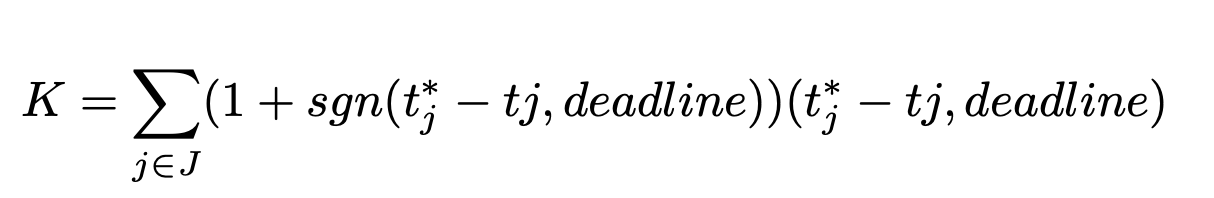 K = \sum_{j \in J} (1 + sgn(t_j^* - tj, deadline))(t_j^* - tj, deadline)